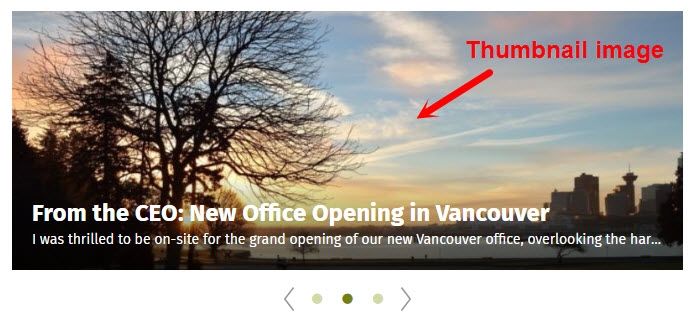 Thumbnail image
From the CEO: New Office Opening in Vancouver
I was thrilled to be on-site for the grand opening of our new Vancouver office, overlooking the har...